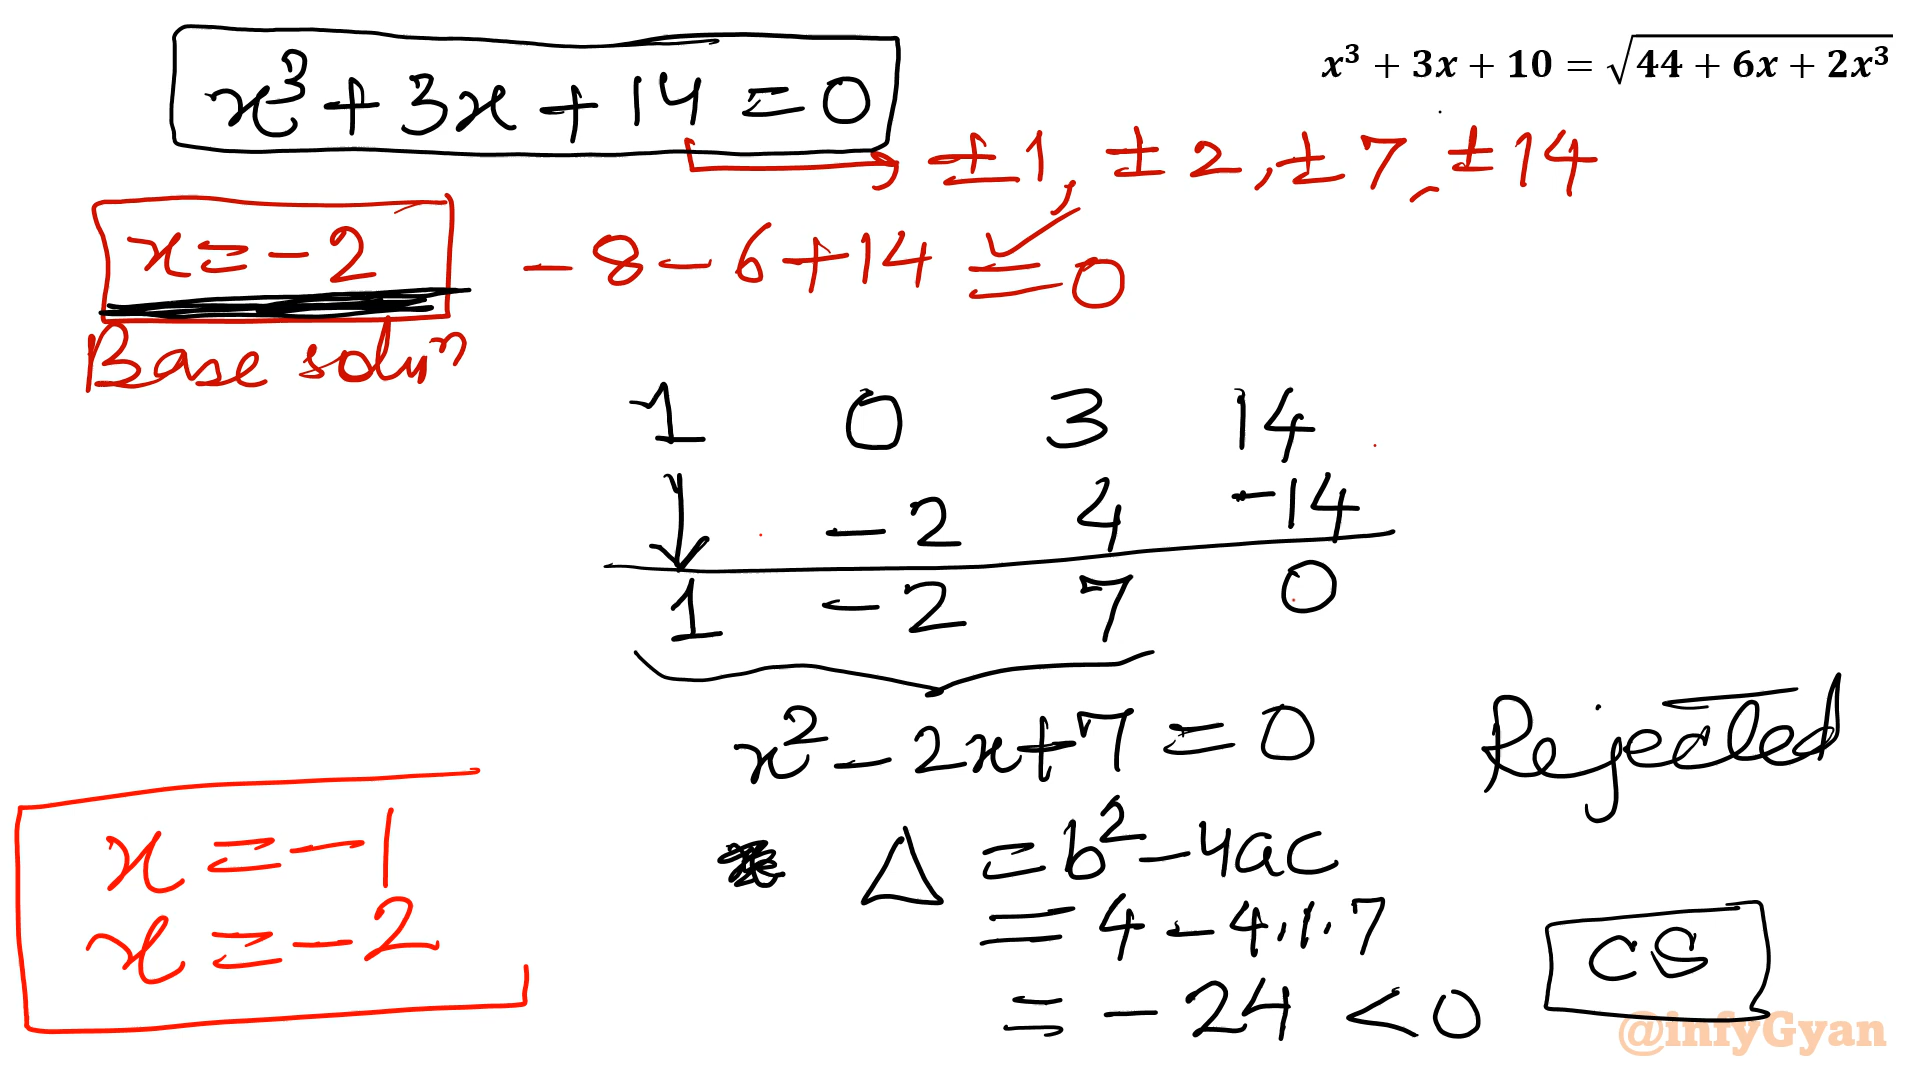 x³ + 3x + 14 = 0
x³ + 3x + 10 = √44 + 6x + 2x³
±1, ±2, ±7, ±14
x = -2
-8 - 6 + 14 = 0 ✓
Base solun
1 0 3 14
↓ -2 4 -14
1 -2 7 0
x² - 2x + 7 = 0
Rejected
Δ = b² - 4ac
= 4 - 4.1.7
= -24 < 0
CS
x = -1
x = -2
@infyGyan